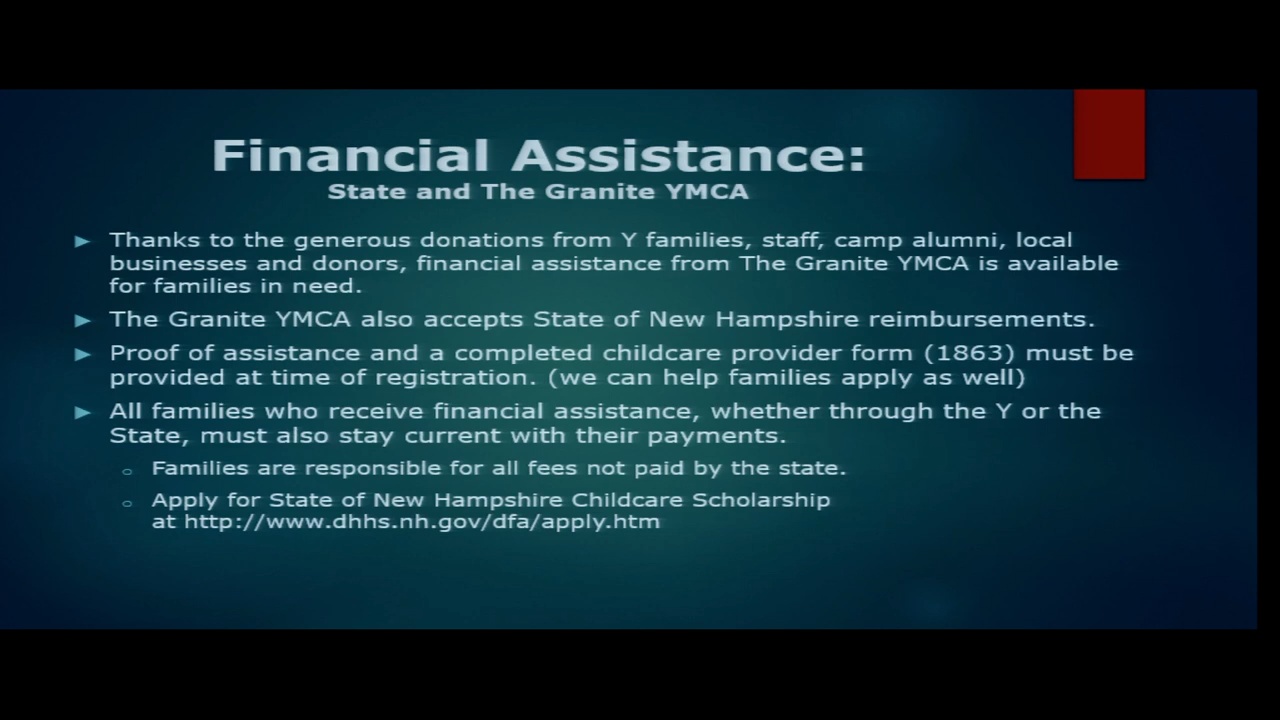 Financial Assistance:
State and The Granite YMCA
Thanks to the generous donations from Y families, staff, camp alumni, local
businesses and donors, financial assistance from The Granite YMCA is available
for families in need.
The Granite YMCA also accepts State of New Hampshire reimbursements.
Proof of assistance and a completed childcare provider form (1863) must be
provided at time of registration. (we can help families apply as well)
All families who receive financial assistance, whether through the Y or the
State, must also stay current with their payments.
Families are responsible for all fees not paid by the state.
Apply for State of New Hampshire Childcare Scholarship
at http://www.dhhs.nh.gov/dfa/apply.htm